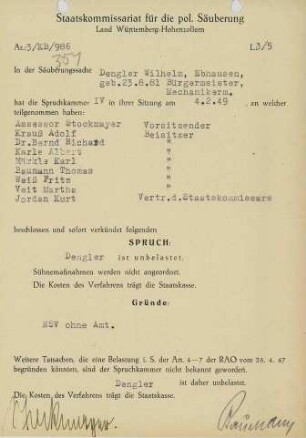 Staatskommissariat für die pol. Säuberung
Land Württemberg-Hohenzollern
Az:3/KB/986
L3/5
357
In der Säuberungssache Dengler Wilhelm, Ebhausen,
geb.23.8.81 Bürgermeister,
Mechanikerm.
hat die Spruchkammer IV in ihrer Sitzung am 4.2.49 , an welcher
teilgenommen haben:
Assessor Stockmayer Vorsitzender
Krauß Adolf Beisitzer
Dr.Bernd Richard "
Karle Albert "
Märkle Karl "
Baumann Thomas "
Weiß Fritz "
Veit Martha "
Jordan Kurt Vertr.d.Staatskommissars
beschlossen und sofort verkündet folgenden
SPRUCH:
Dengler ist unbelastet.
Sühnemaßnahmen werden nicht angeordnet.
Die Kosten des Verfahrens trägt die Staatskasse.
Gründe:
NSV ohne Amt.
Weitere Tatsachen, die eine Belastung i. S. der Art. 4—7 der RAO vom 26. 4. 47
begründen könnten, sind der Spruchkammer nicht bekannt geworden.
Dengler ist daher unbelastet.
Die Kosten des Verfahrens trägt die Staatskasse.
Stockmayer. Baumann